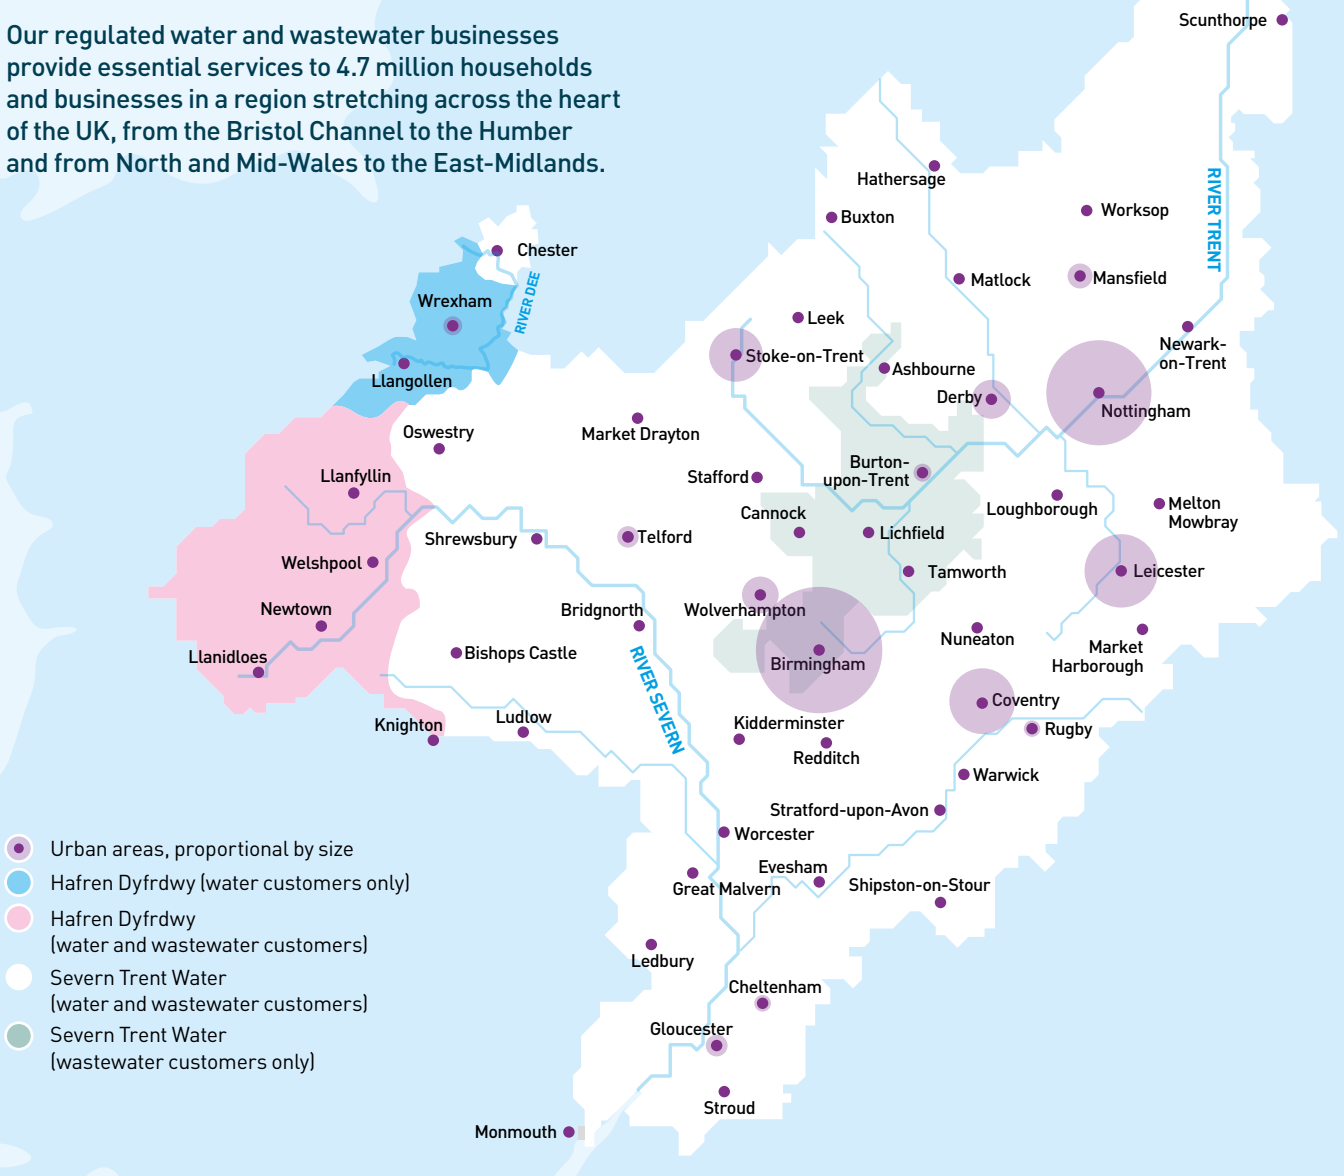 Our regulated water and wastewater businesses
provide essential services to 4.7 million households
and businesses in a region stretching across the heart
of the UK, from the Bristol Channel to the Humber
and from North and Mid-Wales to the East-Midlands.
Scunthorpe
RIVER TRENT
Hathersage
Buxton
Worksop
Chester
Matlock
Mansfield
RIVER DEE
Wrexham
Leek
Newark-
on-Trent
Stoke-on-Trent
Ashbourne
Llangollen
Derby
Nottingham
Oswestry
Market Drayton
Burton-
upon-Trent
Llanfyllin
Stafford
Loughborough
Melton
Mowbray
Cannock
Shrewsbury
Telford
Lichfield
Welshpool
Tamworth
Leicester
Newtown
Bridgnorth
Wolverhampton
Nuneaton
Market
Harborough
Llanidloes
Bishops Castle
Birmingham
RIVER SEVERN
Coventry
Knighton
Ludlow
Kidderminster
Redditch
Rugby
Warwick
Stratford-upon-Avon
Worcester
Evesham
Great Malvern
Shipston-on-Stour
Ledbury
Cheltenham
Gloucester
Stroud
Monmouth
Urban areas, proportional by size
Hafren Dyfrdwy (water customers only)
Hafren Dyfrdwy
(water and wastewater customers)
Severn Trent Water
(water and wastewater customers)
Severn Trent Water
(wastewater customers only)